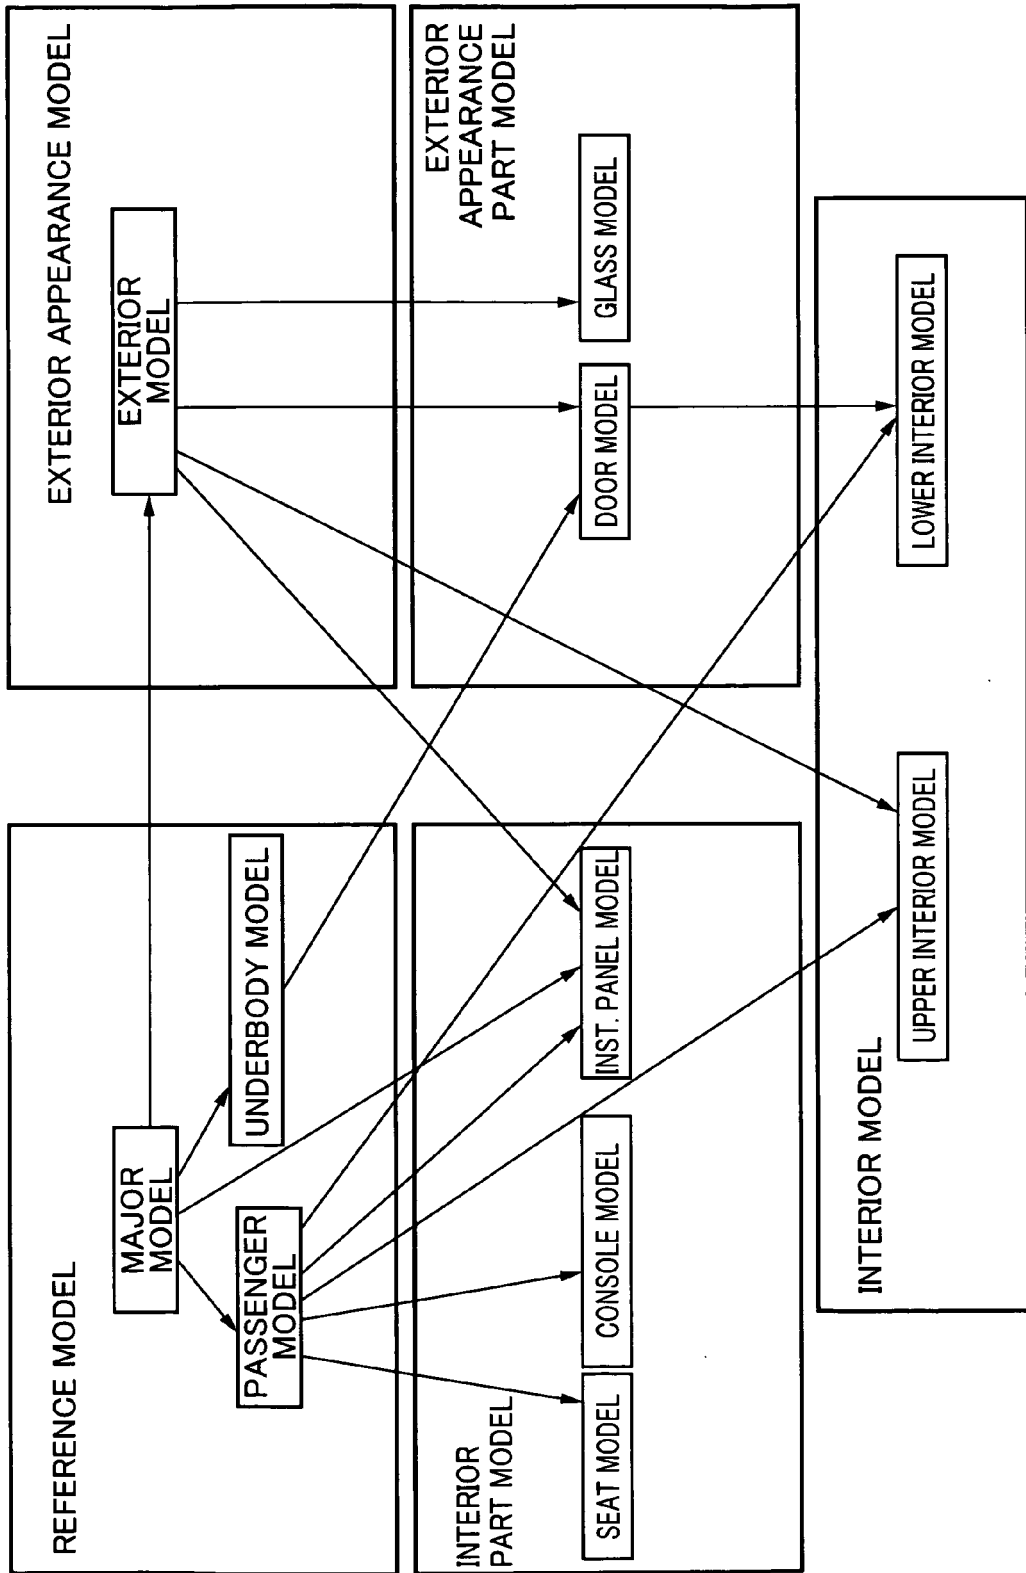 REFERENCE MODEL
MAJOR
MODEL
UNDERBODY MODEL
PASSENGER
MODEL
EXTERIOR APPEARANCE MODEL
EXTERIOR
MODEL
INTERIOR
PART MODEL
SEAT MODEL
CONSOLE MODEL
INST. PANEL MODEL
EXTERIOR
APPEARANCE
PART MODEL
DOOR MODEL
GLASS MODEL
INTERIOR MODEL
UPPER INTERIOR MODEL
LOWER INTERIOR MODEL